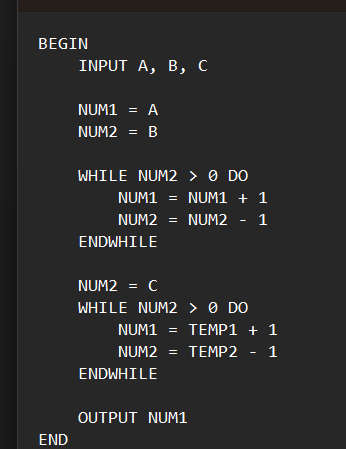 BEGIN
INPUT A, B, C
NUM1 = A
NUM2 = B
WHILE NUM2 > 0 DO
NUM1 = NUM1 + 1
NUM2 = NUM2 - 1
ENDWHILE
NUM2 = C
WHILE NUM2 > 0 DO
NUM1 = TEMP1 + 1
NUM2 = TEMP2 - 1
ENDWHILE
OUTPUT NUM1
END